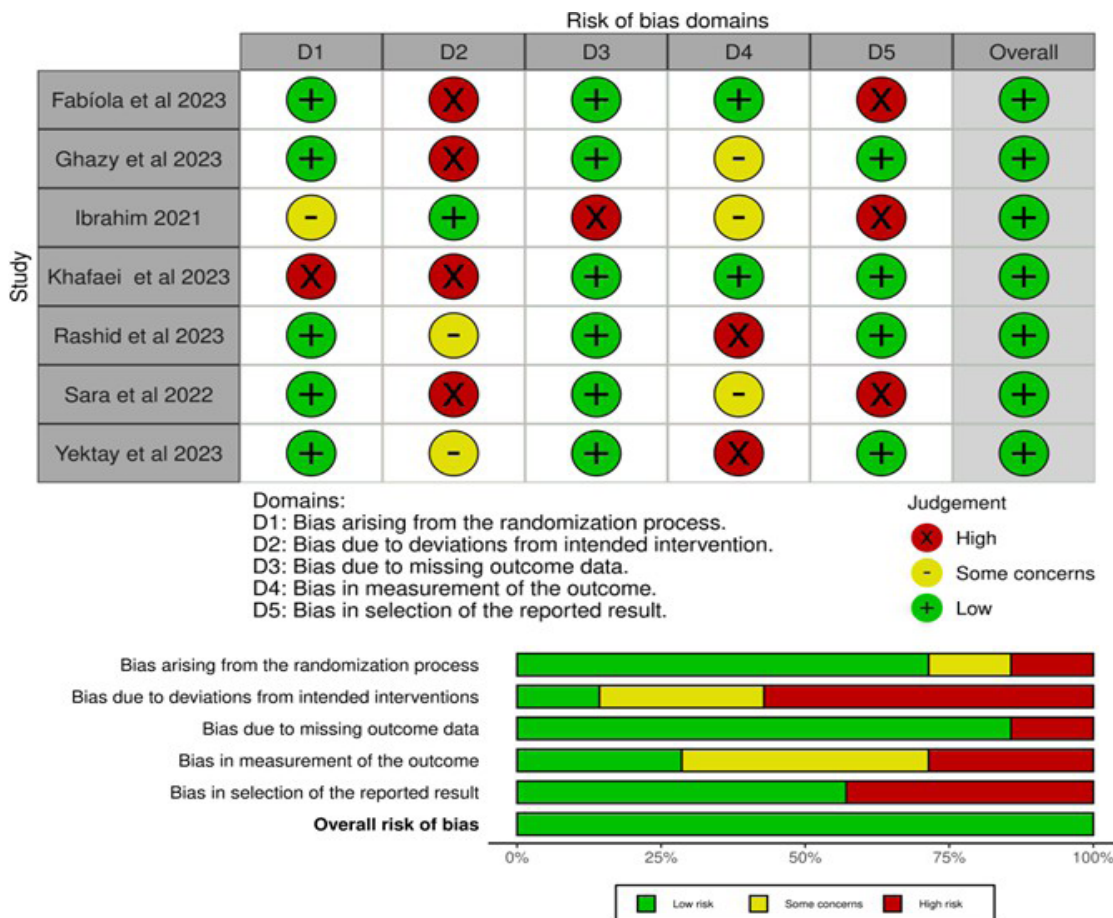 Risk of bias domains
D1 D2 D3 D4 D5 Overall
Study
Fabíola et al 2023 + X + + X +
Ghazy et al 2023 + X + - + +
Ibrahim 2021 - + X - X +
Khafaei et al 2023 X X + + + +
Rashid et al 2023 + - + X + +
Sara et al 2022 + X + - X +
Yektay et al 2023 + - + X + +
Domains:
D1: Bias arising from the randomization process.
D2: Bias due to deviations from intended intervention.
D3: Bias due to missing outcome data.
D4: Bias in measurement of the outcome.
D5: Bias in selection of the reported result.
Judgement
X High
- Some concerns
+ Low
Bias arising from the randomization process
Bias due to deviations from intended interventions
Bias due to missing outcome data
Bias in measurement of the outcome
Bias in selection of the reported result
Overall risk of bias
0% 25% 50% 75% 100%
Low risk Some concerns High risk